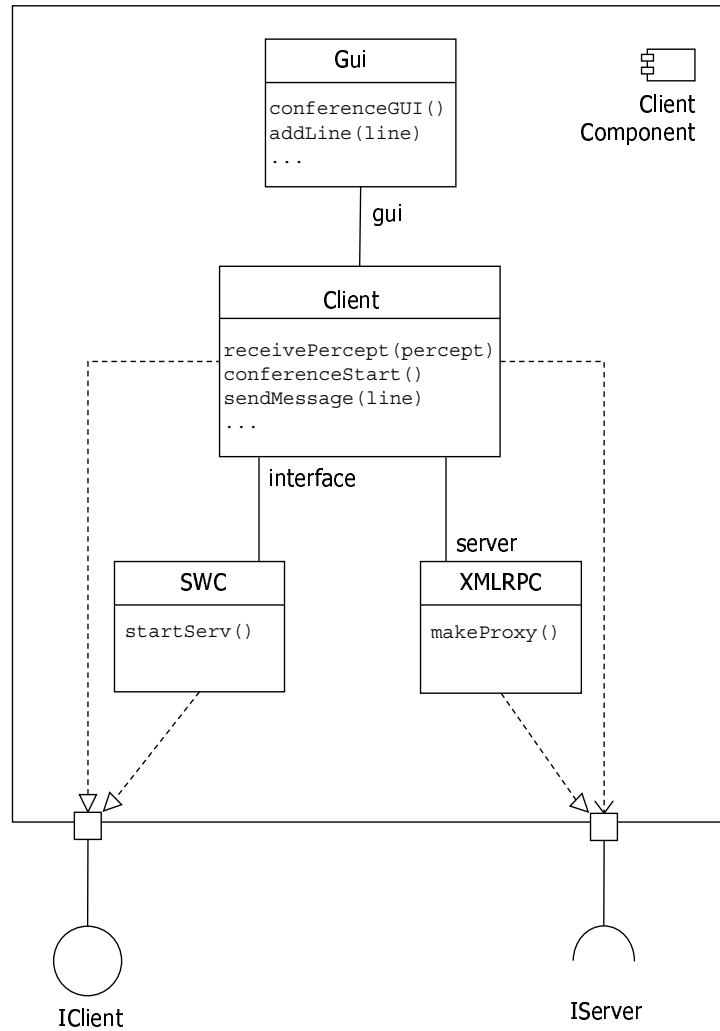 Gui
conferenceGUI()
addLine(line)
...
Client
Component
gui
Client
receivePercept(percept)
conferenceStart()
sendMessage(line)
...
interface
server
SWC
startServ()
XMLRPC
makeProxy()
IClient
IServer